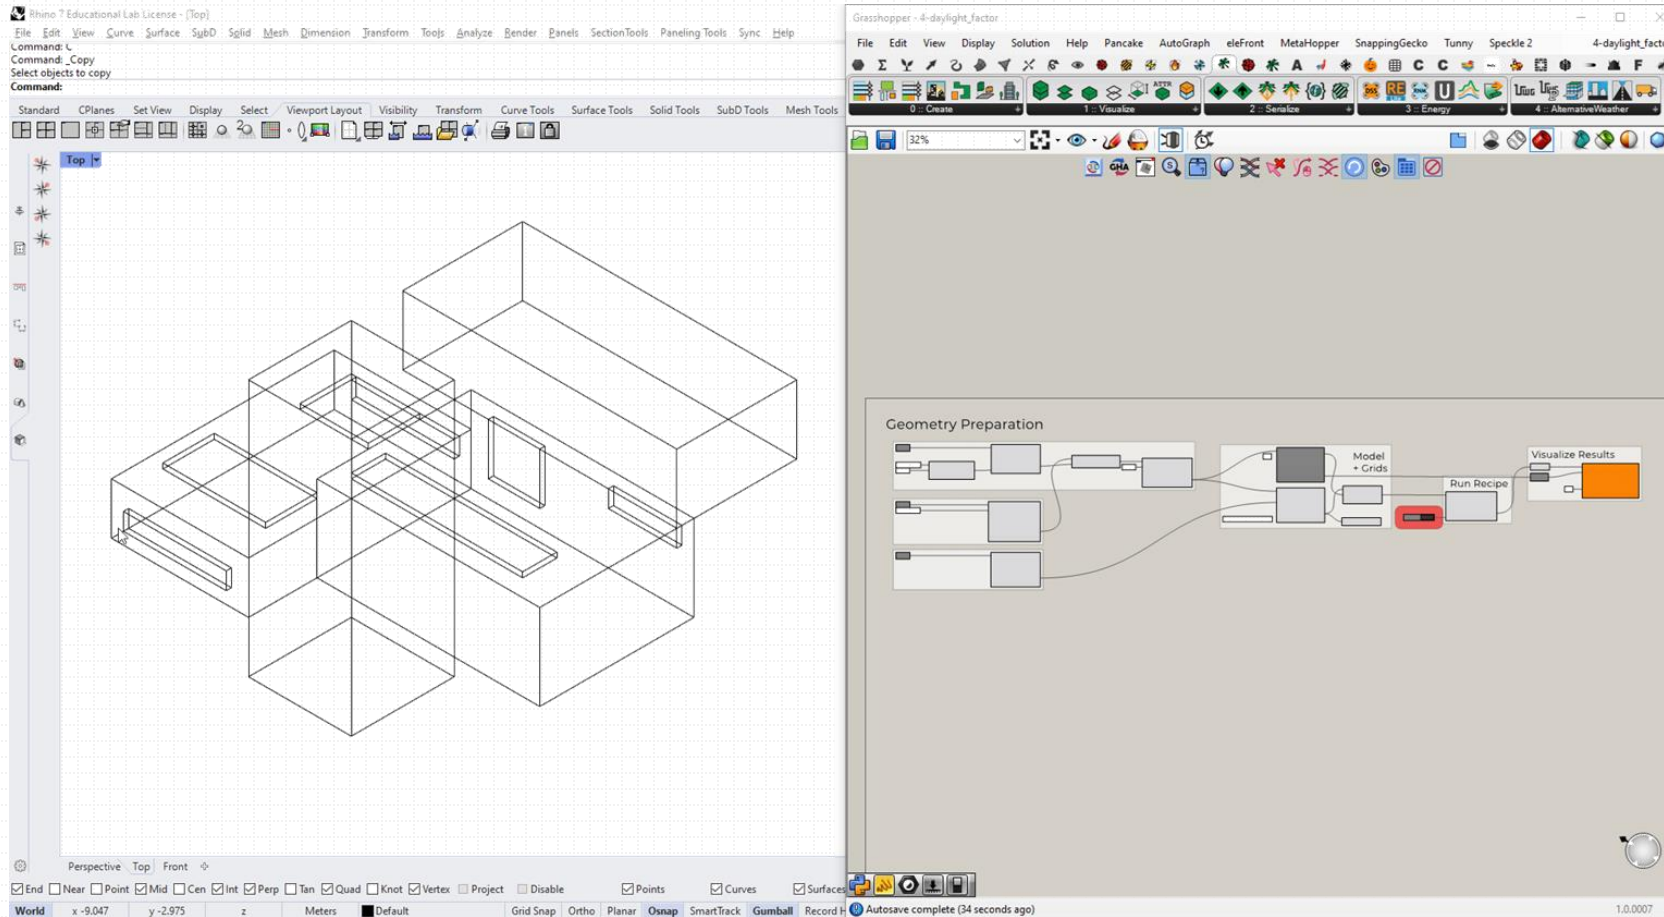 Rhino 7 Educational Lab License - [Top]
File Edit View Curve Surface SubD Solid Mesh Dimension Transform Tools Analyze Render Panels SectionTools Paneling Tools Sync Help
Command: C
Command: _Copy
Select objects to copy
Command:
Standard CPlanes Set View Display Select Viewport Layout Visibility Transform Curve Tools Surface Tools Solid Tools SubD Tools Mesh Tools
Top
Perspective Top Front
End Near Point Mid Cen Int Perp Tan Quad Knot Vertex Project Disable Points Curves Surfaces
World x -9.047 y -2.975 z Meters Default Grid Snap Ortho Planar Osnap SmartTrack Gumball Record H
Grasshopper - 4-daylight_factor
File Edit View Display Solution Help Pancake AutoGraph eleFront MetaHopper SnappingGecko Tunny Speckle 2 4-daylight_facto
0 :: Create 1 :: Visualize 2 :: Serialize 3 :: Energy 4 :: AlternativeWeather
32%
GHA
Geometry Preparation
Model
+ Grids
Run Recipe
Visualize Results
Autosave complete (34 seconds ago) 1.0.0007